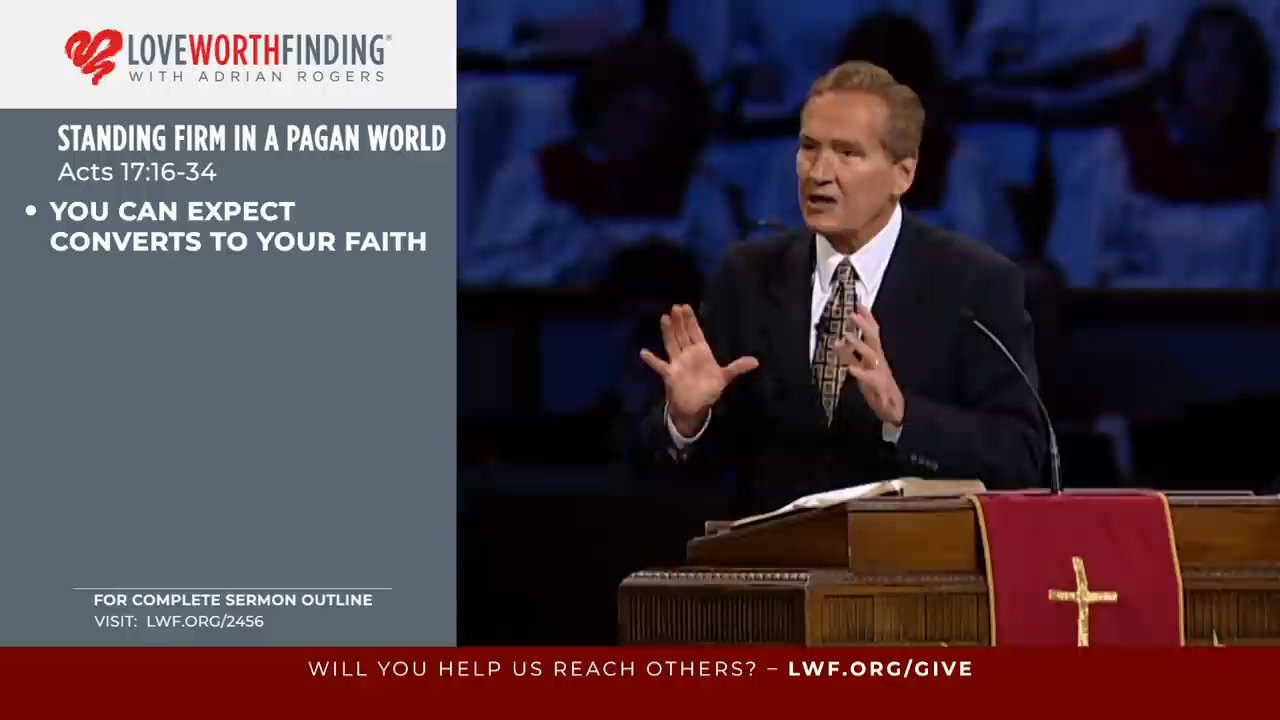 LOVEWORTHFINDING®
WITH ADRIAN ROGERS
STANDING FIRM IN A PAGAN WORLD
Acts 17:16-34
• YOU CAN EXPECT
CONVERTS TO YOUR FAITH
FOR COMPLETE SERMON OUTLINE
VISIT: LWF.ORG/2456
WILL YOU HELP US REACH OTHERS? – LWF.ORG/GIVE